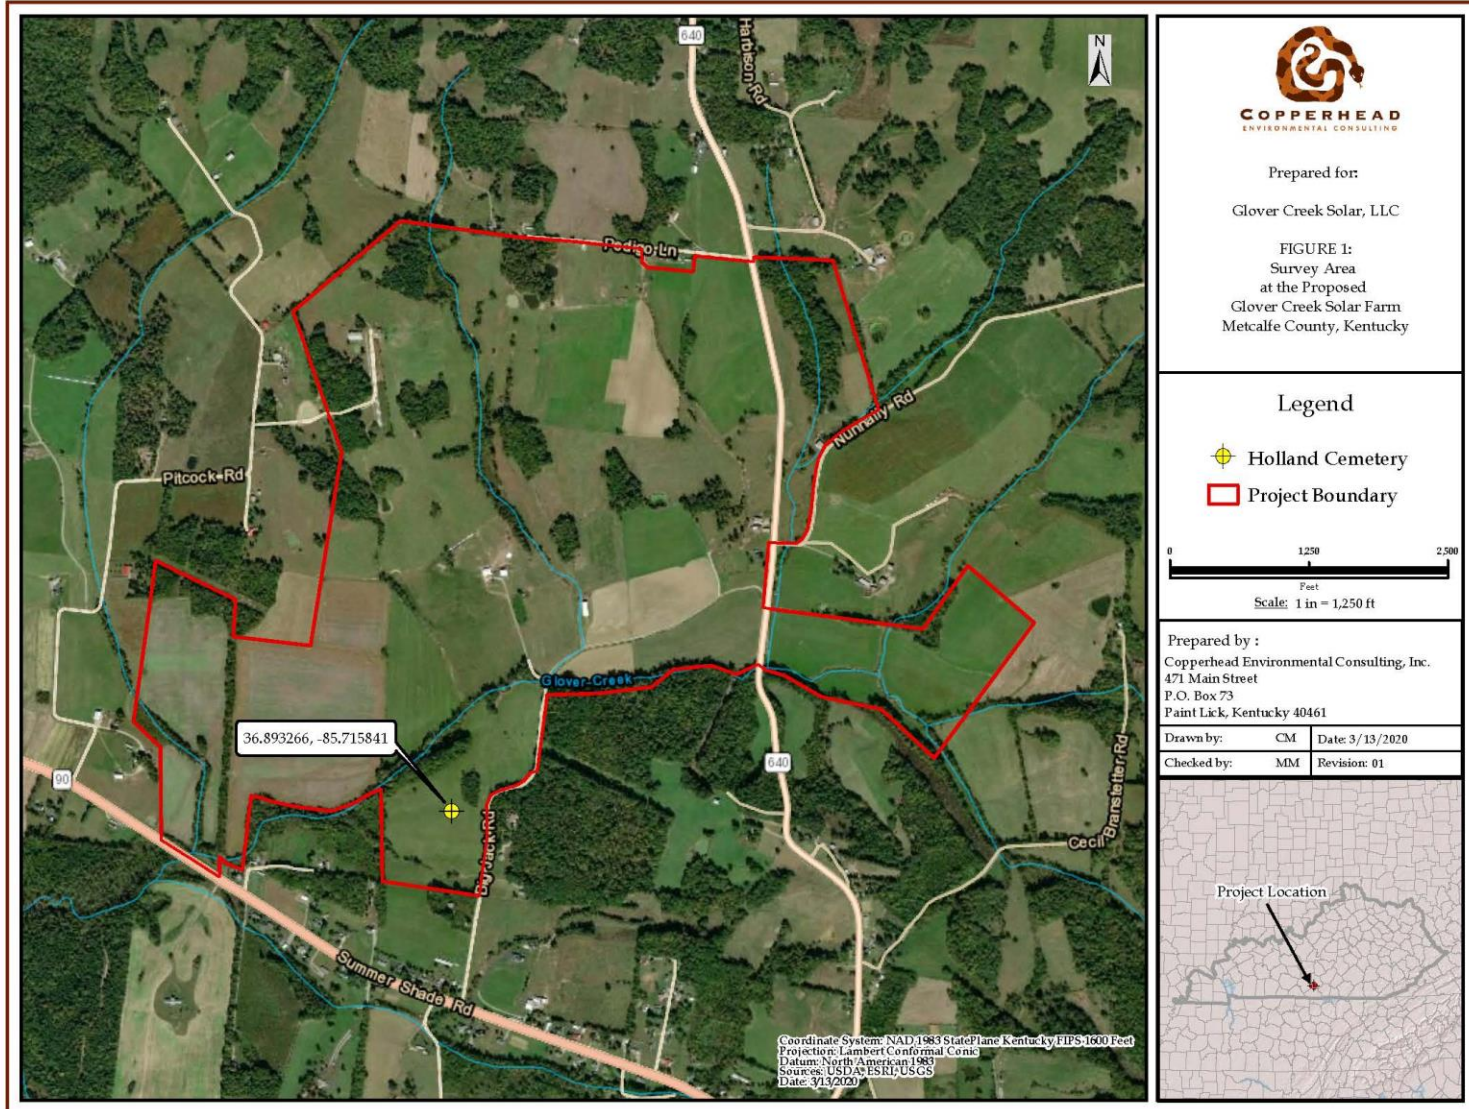 640
Harbison Rd
N
Pedigo Ln
Nunnally Rd
Pitcock Rd
Glover Creek
36.893266, -85.715841
90
640
Big Jack Rd
Cecil Branstetter Rd
Summer Shade Rd
Coordinate System: NAD 1983 StatePlane Kentucky FIPS 1600 Feet
Projection: Lambert Conformal Conic
Datum: North American 1983
Sources: USDA, ESRI, USGS
Date: 3/13/2020
COPPERHEAD
ENVIRONMENTAL CONSULTING
Prepared for:
Glover Creek Solar, LLC
FIGURE 1:
Survey Area
at the Proposed
Glover Creek Solar Farm
Metcalfe County, Kentucky
Legend
Holland Cemetery
Project Boundary
0 1250 2,500
Feet
Scale: 1 in = 1,250 ft
Prepared by :
Copperhead Environmental Consulting, Inc.
471 Main Street
P.O. Box 73
Paint Lick, Kentucky 40461
Drawn by: CM Date: 3/13/2020
Checked by: MM Revision: 01
Project Location